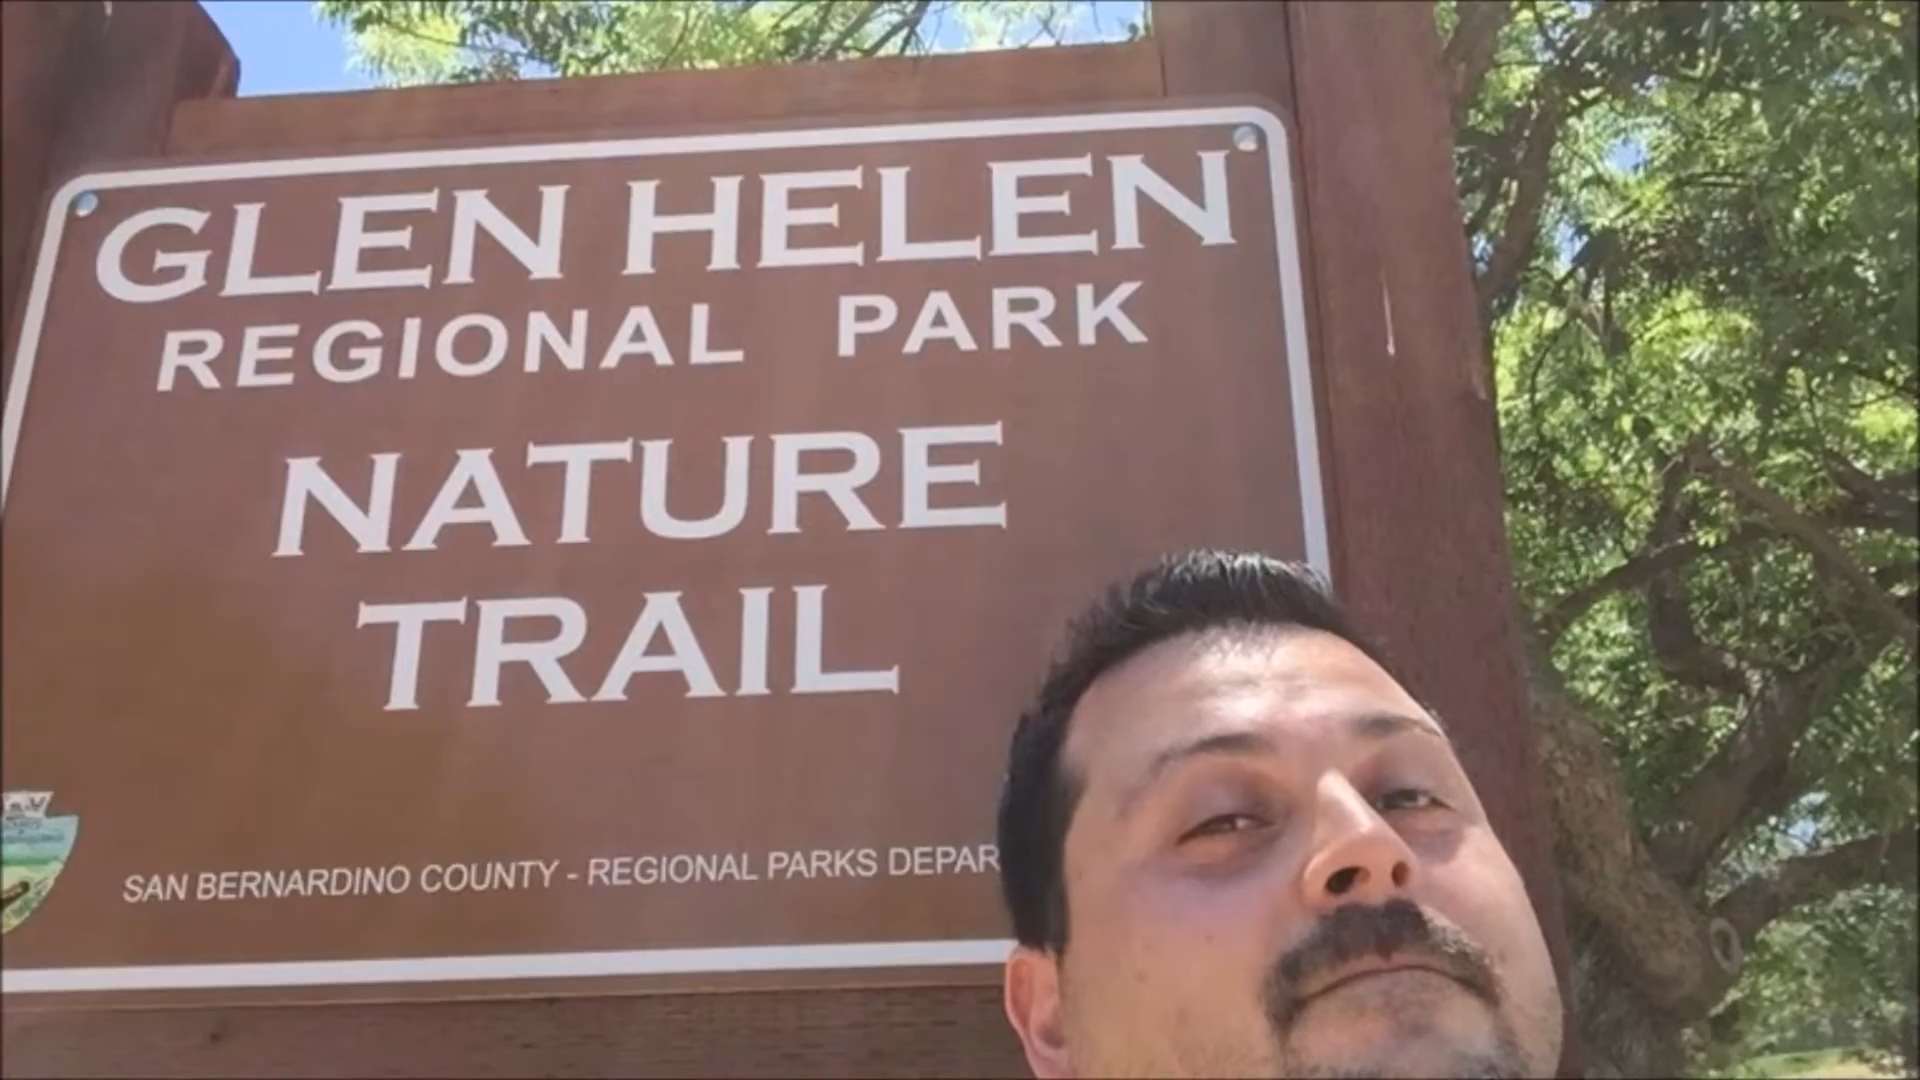 GLEN HELEN
REGIONAL PARK
NATURE
TRAIL
SAN BERNARDINO COUNTY - REGIONAL PARKS DEPAR